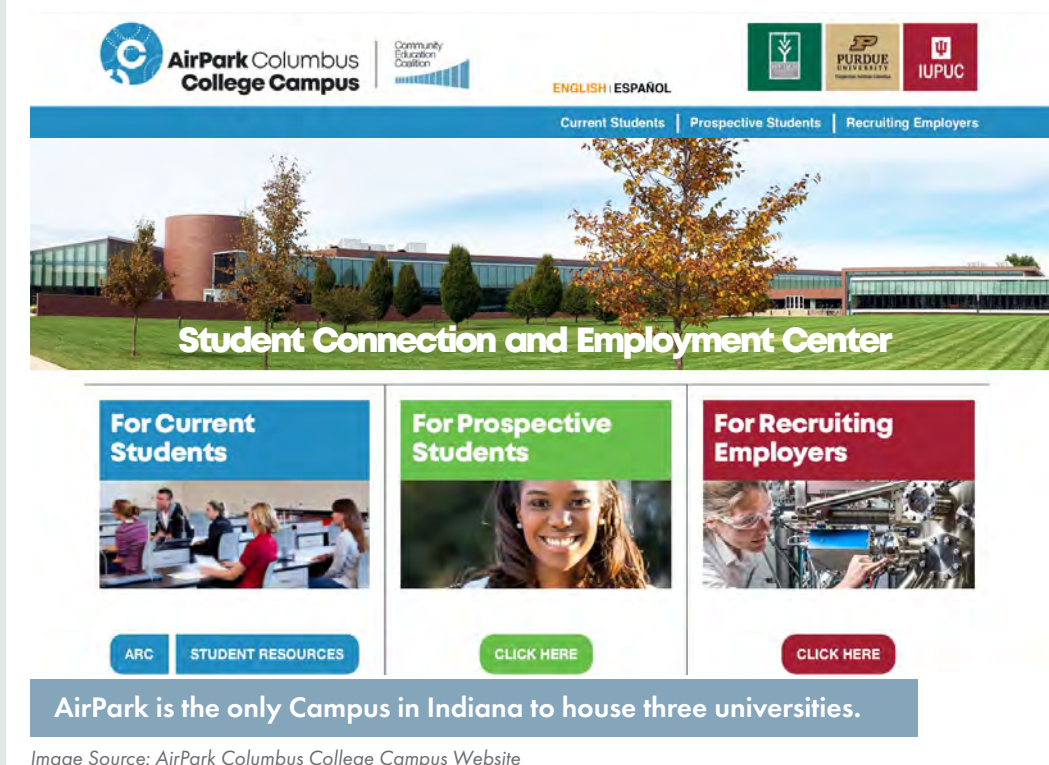 AirPark Columbus
College Campus
Community
Education
Coalition
ENGLISH | ESPAÑOL
PURDUE
UNIVERSITY
IUPUC
Current Students | Prospective Students | Recruiting Employers
Student Connection and Employment Center
For Current
Students
For Prospective
Students
For Recruiting
Employers
ARC
STUDENT RESOURCES
CLICK HERE
CLICK HERE
AirPark is the only Campus in Indiana to house three universities.
Image Source: AirPark Columbus College Campus Website